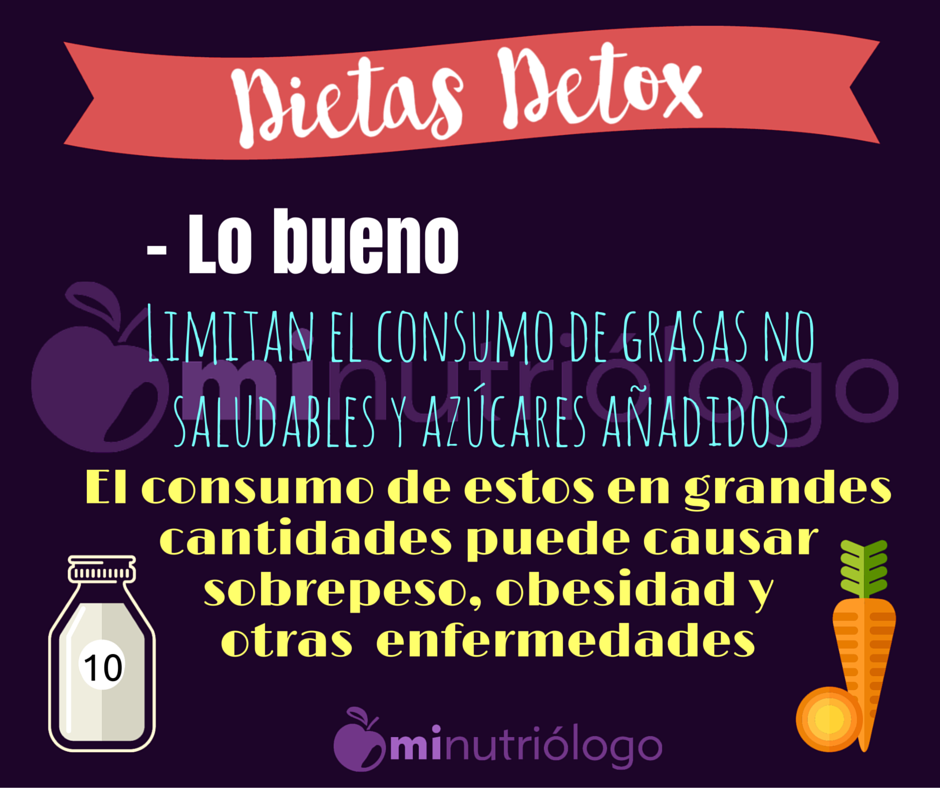 Dietas Detox
- Lo bueno
LIMITAN EL CONSUMO DE GRASAS NO
SALUDABLES Y AZÚCARES AÑADIDOS
minutriólogo
El consumo de estos en grandes
cantidades puede causar
sobrepeso, obesidad y
otras enfermedades
10
minutriólogo